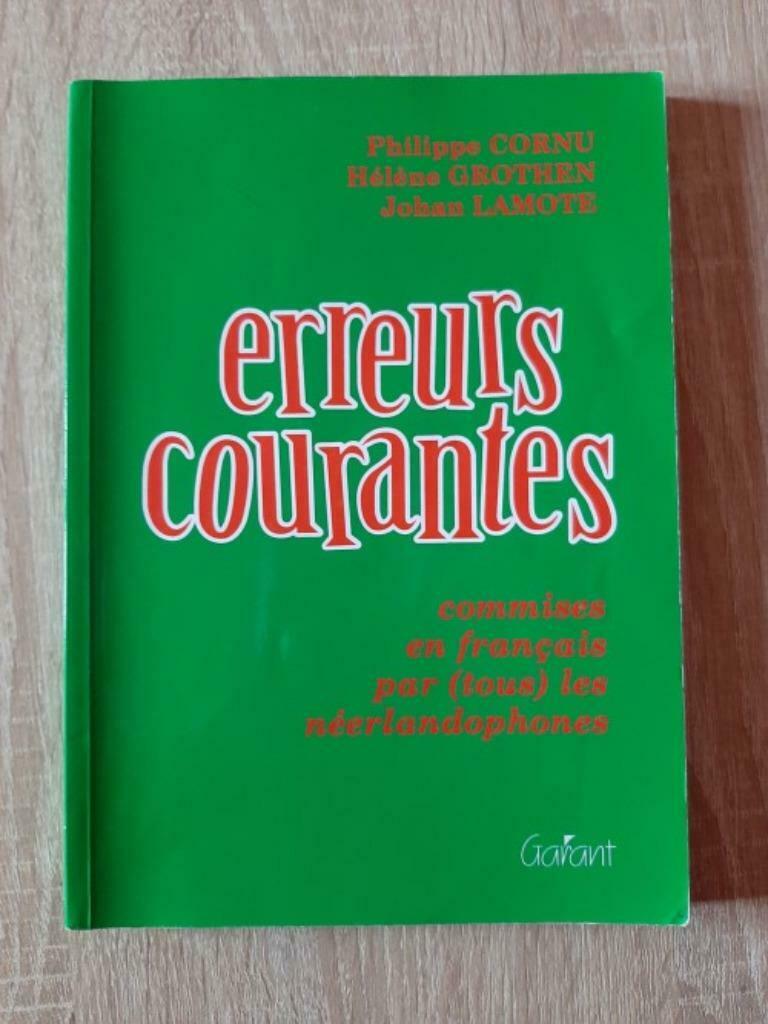 Philippe CORNU
Hélène GROTHEN
Johan LAMOTE
erreurs
courantes
commises
en français
par (tous) les
néerlandophones
Garant